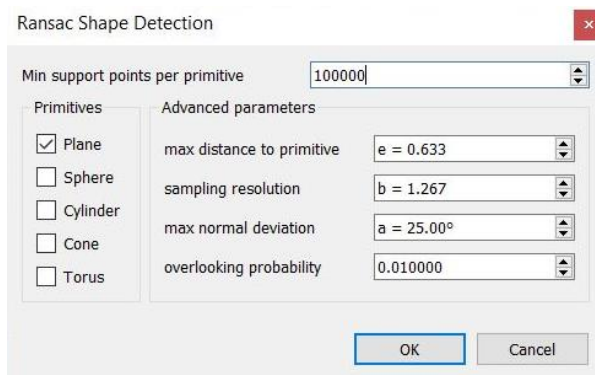 Ransac Shape Detection
Min support points per primitive 100000
Primitives
Plane
Sphere
Cylinder
Cone
Torus
Advanced parameters
max distance to primitive e = 0.633
sampling resolution b = 1.267
max normal deviation a = 25.00º
overlooking probability 0.010000
OK Cancel